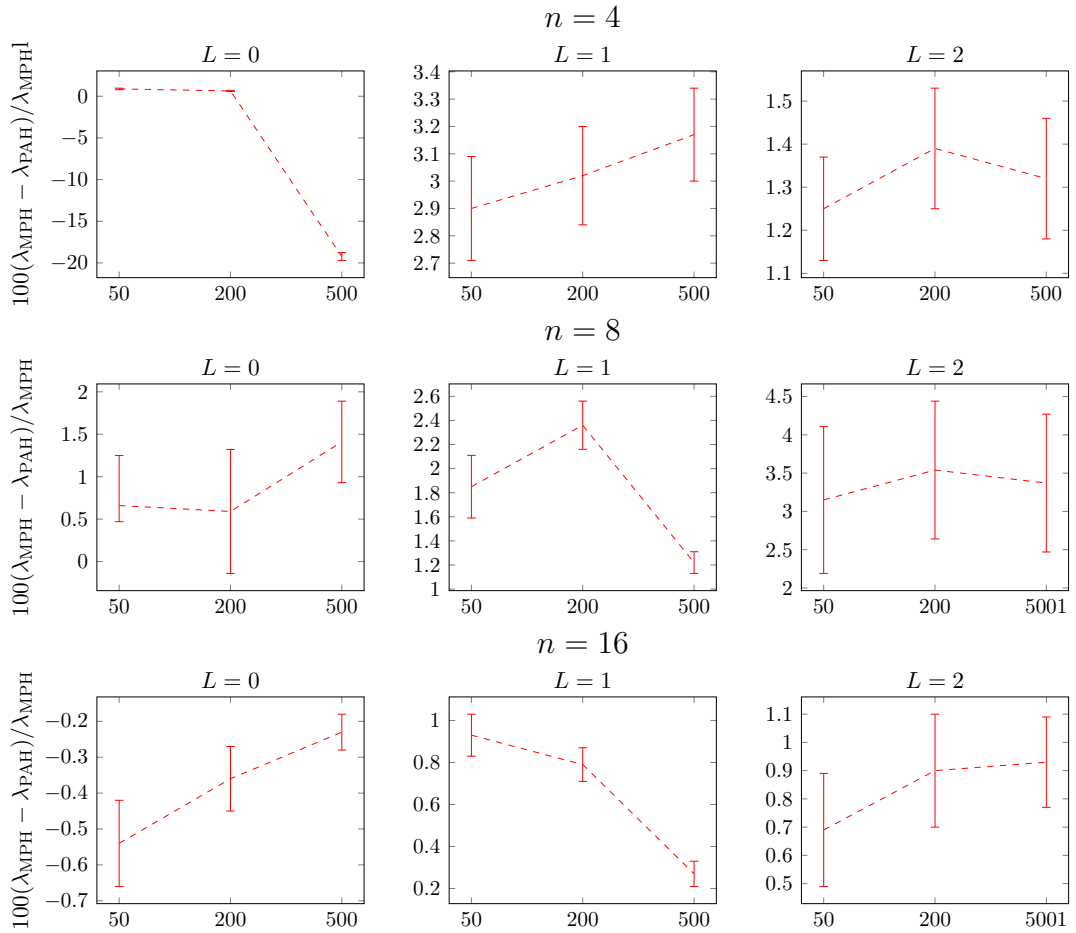 n = 4
L = 0
L = 1
L = 2
100(λMPH − λPAH)/λMPH]
0
−5
−10
−15
−20
50 200 500
3.4
3.3
3.2
3.1
3
2.9
2.8
2.7
50 200 500
1.5
1.4
1.3
1.2
1.1
50 200 500
n = 8
L = 0
L = 1
L = 2
100(λMPH − λPAH)/λMPH
2
1.5
1
0.5
0
50 200 500
2.6
2.4
2.2
2
1.8
1.6
1.4
1.2
1
50 200 500
4.5
4
3.5
3
2.5
2
50 200 5001
n = 16
L = 0
L = 1
L = 2
100(λMPH − λPAH)/λMPH
−0.2
−0.3
−0.4
−0.5
−0.6
−0.7
50 200 500
1
0.8
0.6
0.4
0.2
50 200 500
1.1
1
0.9
0.8
0.7
0.6
0.5
50 200 5001